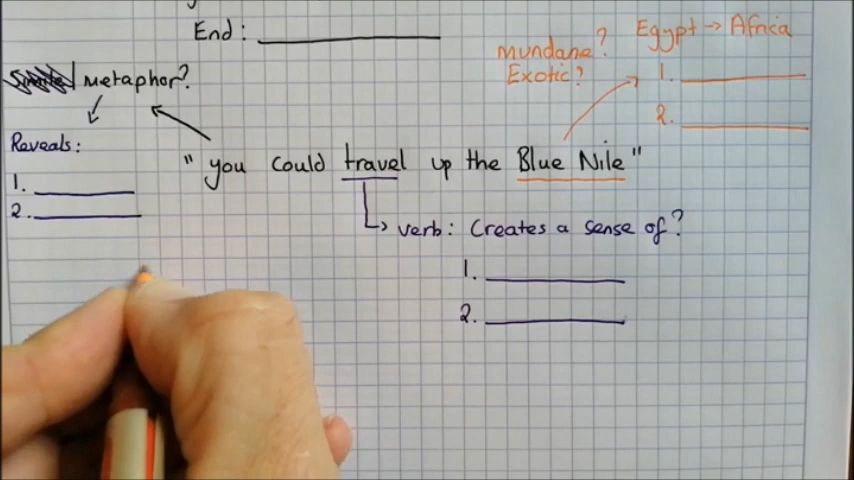 End:
mundane? Exotic?
Egypt → Africa
1.
2.
Simile / metaphor?
Reveals:
1.
2.
" you could travel up the Blue Nile"
verb: Creates a sense of?
1.
2.